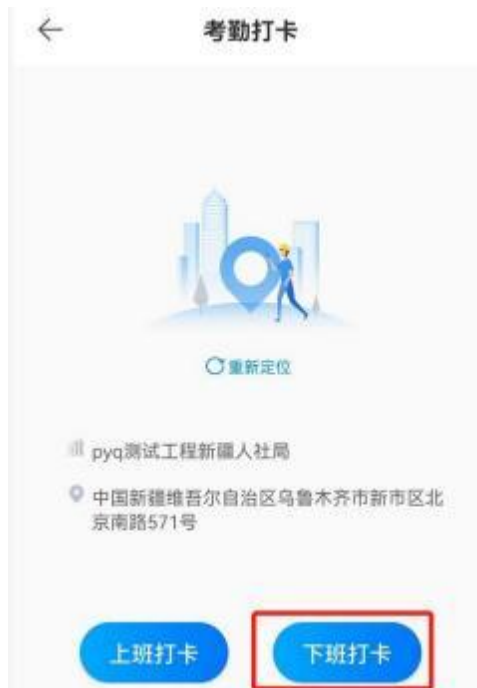 考勤打卡
重新定位
pyq测试工程新疆人社局
中国新疆维吾尔自治区乌鲁木齐市新市区北
京南路571号
上班打卡
下班打卡